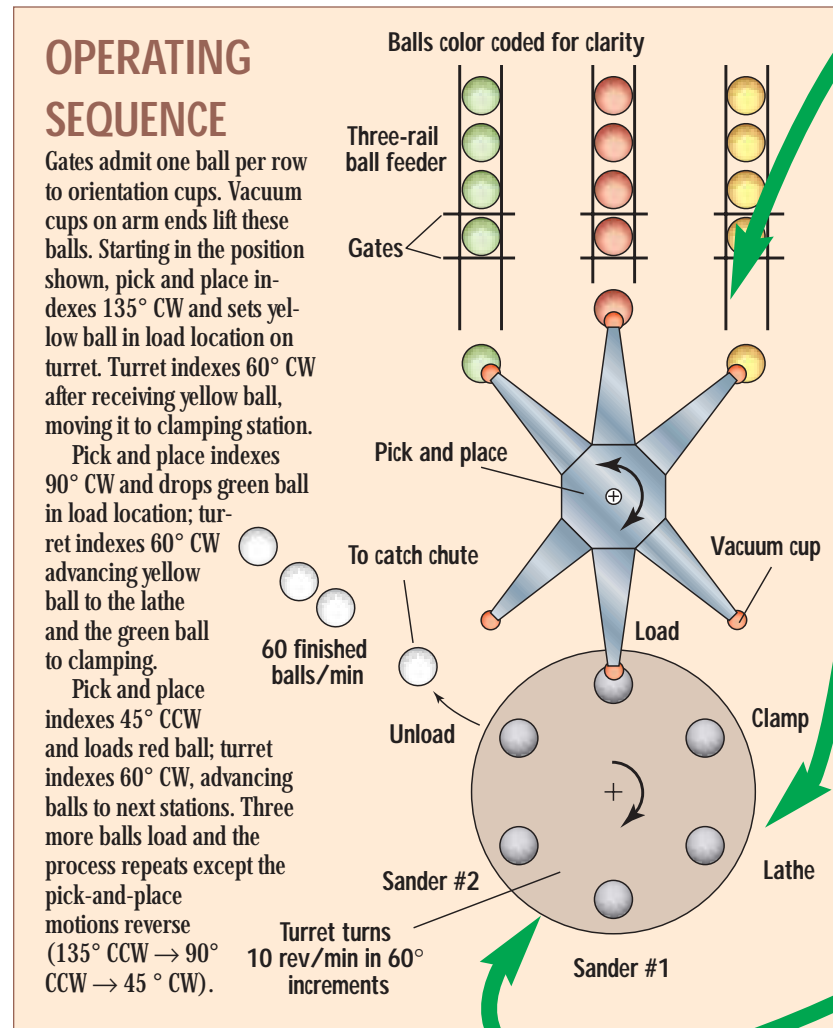 OPERATING
SEQUENCE
Gates admit one ball per row
to orientation cups. Vacuum
cups on arm ends lift these
balls. Starting in the position
shown, pick and place in-
dexes 135° CW and sets yel-
low ball in load location on
turret. Turret indexes 60° CW
after receiving yellow ball,
moving it to clamping station.
Pick and place indexes
90° CW and drops green ball
in load location; tur-
ret indexes 60° CW
advancing yellow
ball to the lathe
and the green ball
to clamping.
Pick and place
indexes 45° CCW
and loads red ball; turret
indexes 60° CW, advancing
balls to next stations. Three
more balls load and the
process repeats except the
pick-and-place
motions reverse
(135° CCW → 90°
CCW → 45 ° CW).
Balls color coded for clarity
Three-rail
ball feeder
Gates
Pick and place
To catch chute
Vacuum cup
60 finished
balls/min
Load
Unload
Clamp
Lathe
Sander #2
Sander #1
Turret turns
10 rev/min in 60°
increments